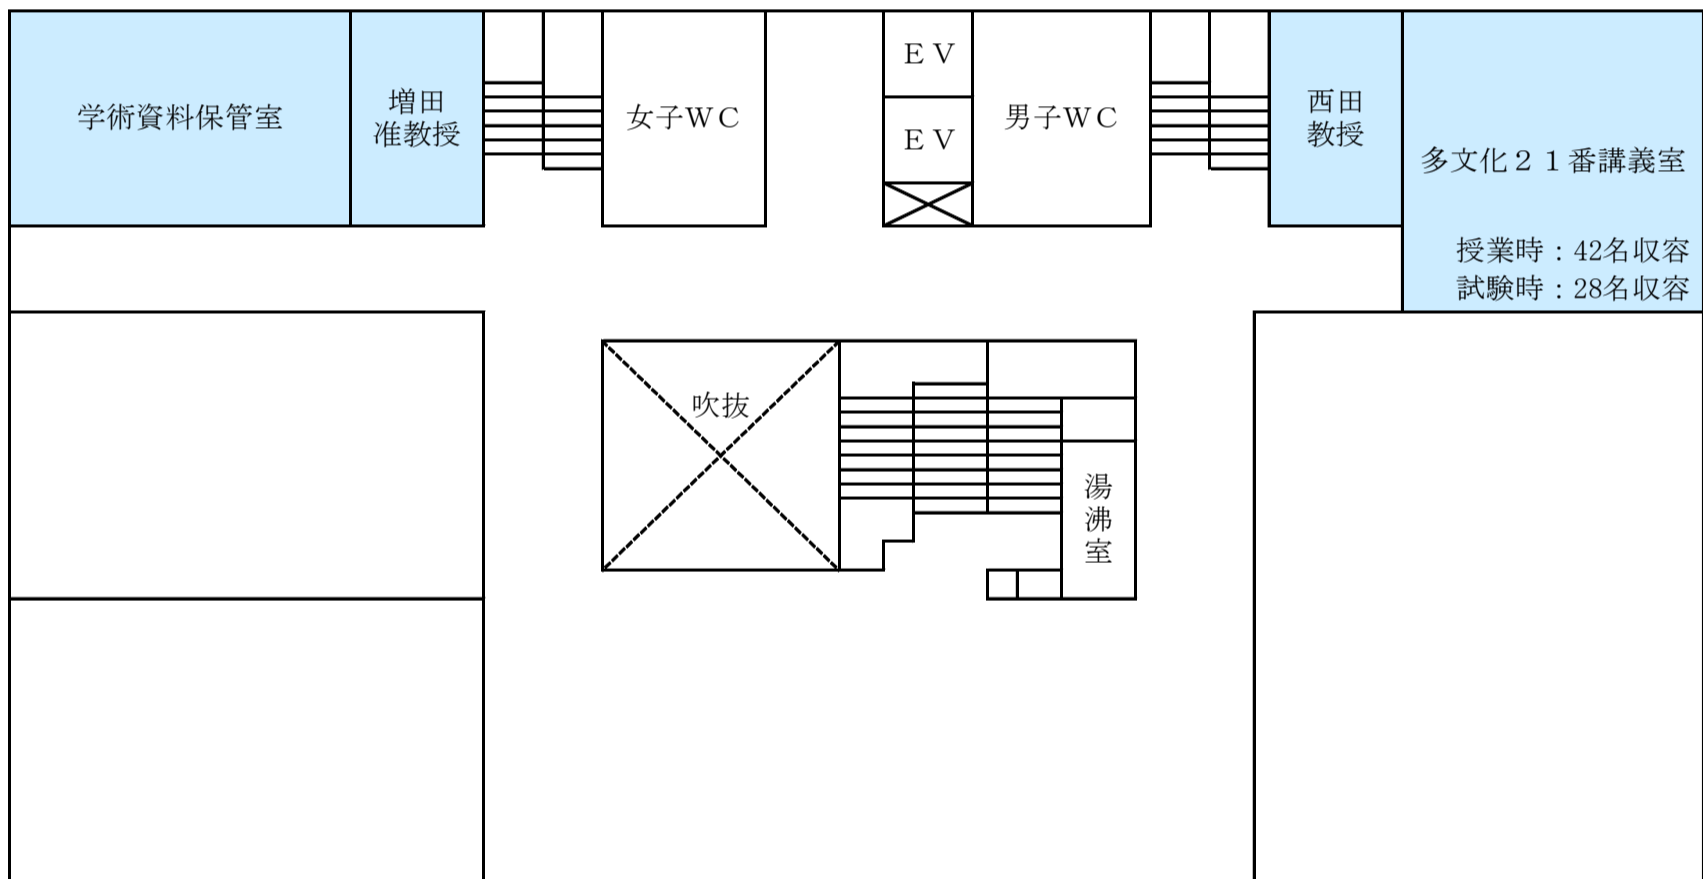 学術資料保管室
増田
准教授
女子ＷＣ
ＥＶ
ＥＶ
男子ＷＣ
西田
教授
多文化２１番講義室
授業時：42名収容
試験時：28名収容
吹抜
湯沸室